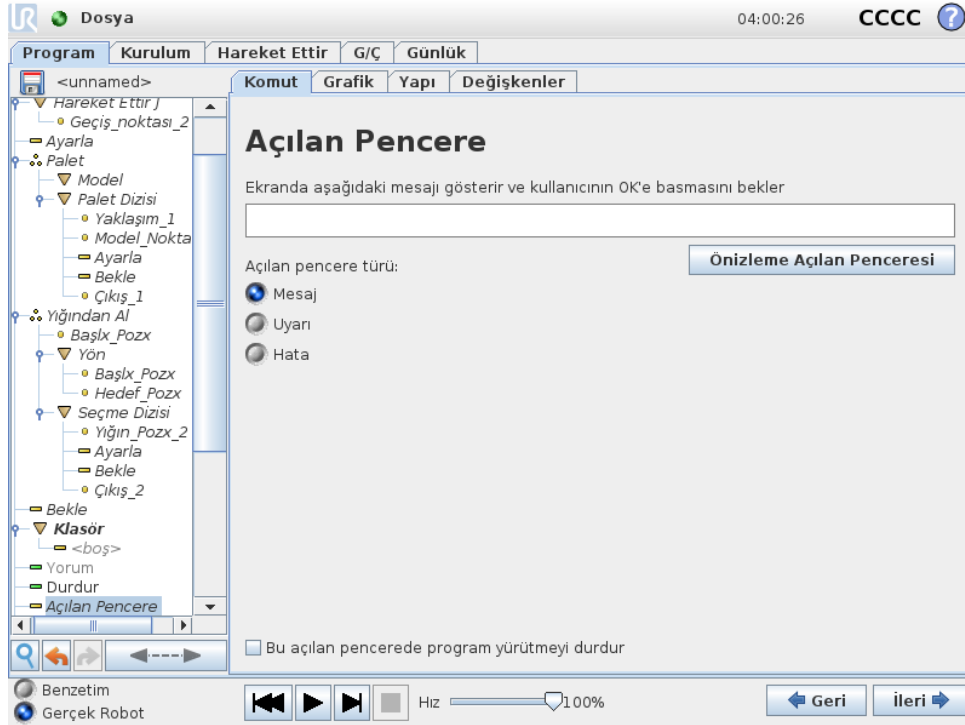 UR Dosya 04:00:26 CCCC ?
Program Kurulum Hareket Ettir G/Ç Günlük
<unnamed>
Komut Grafik Yapı Değişkenler
Hareket Ettir J
Geçiş_noktası_2
Ayarla
Palet
Model
Palet Dizisi
Yaklaşım_1
Model_Nokta
Ayarla
Bekle
Çıkış_1
Yığından Al
Başlx_Pozx
Yön
Başlx_Pozx
Hedef_Pozx
Seçme Dizisi
Yığın_Pozx_2
Ayarla
Bekle
Çıkış_2
Bekle
Klasör
<boş>
Yorum
Durdur
Açılan Pencere
Açılan Pencere
Ekranda aşağıdaki mesajı gösterir ve kullanıcının OK'e basmasını bekler
Önizleme Açılan Penceresi
Açılan pencere türü:
Mesaj
Uyarı
Hata
Bu açılan pencerede program yürütmeyi durdur
Benzetim
Gerçek Robot
Hız 100%
Geri İleri